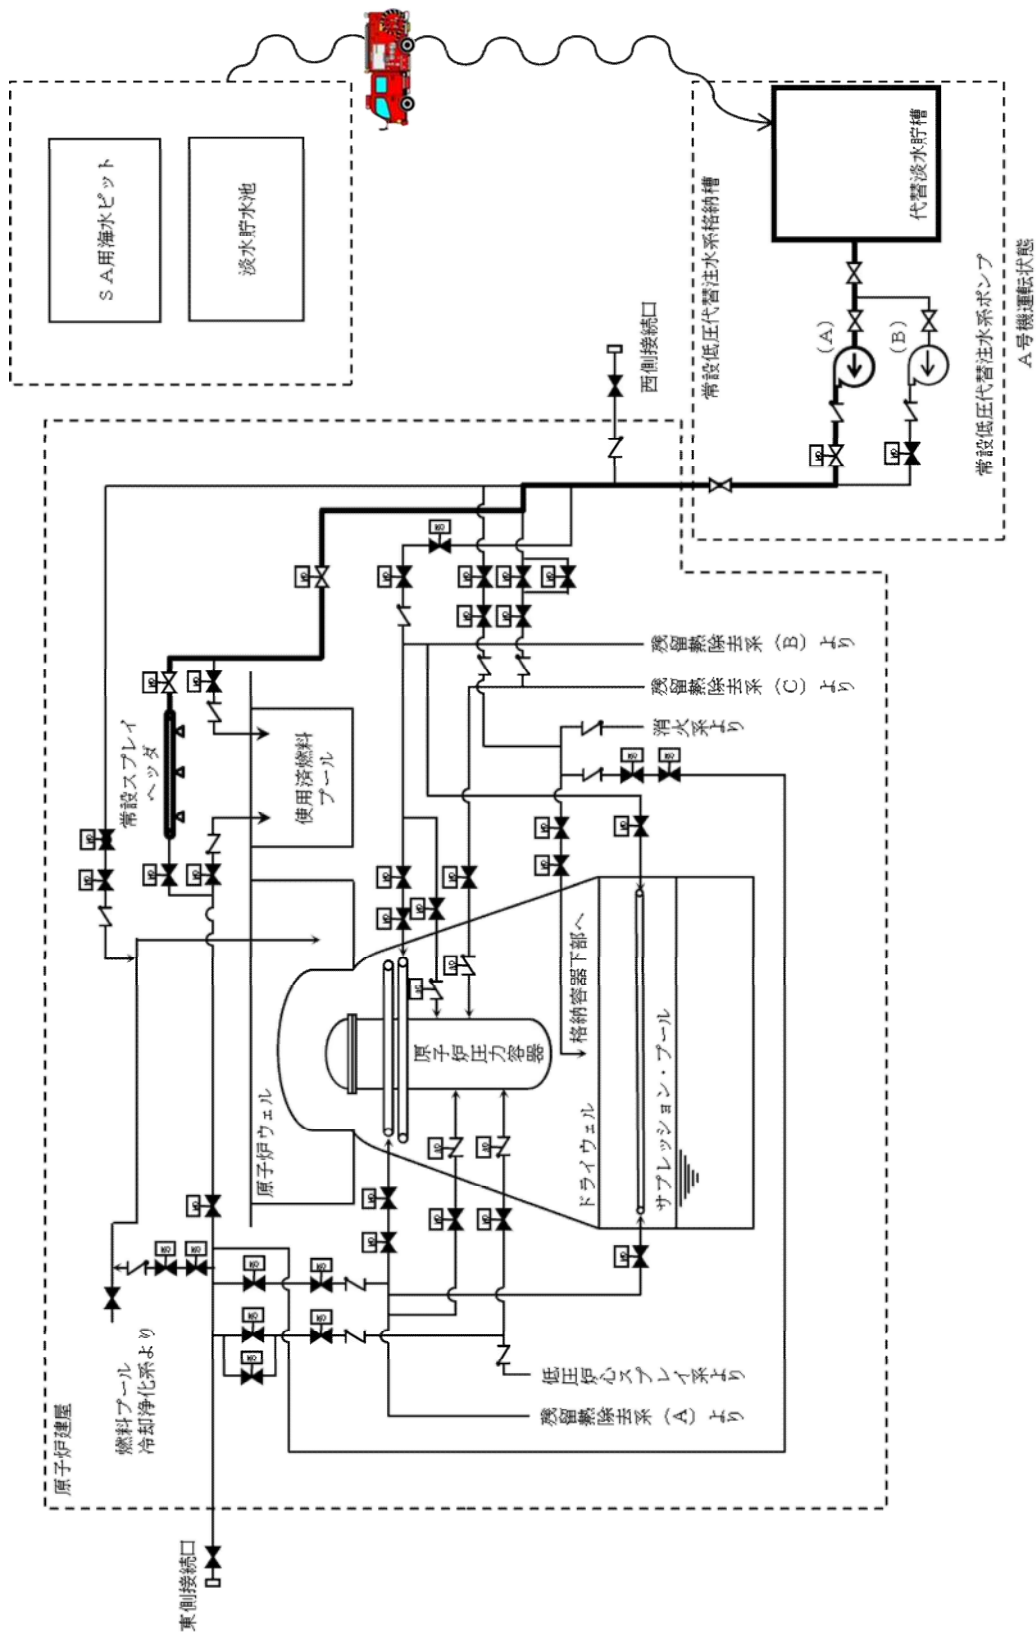 原子炉建屋
東側接続口
燃料プール
冷却浄化系より
原子炉ウェル
常設スプレイ
ヘッダ
使用済燃料
プール
原子炉圧力容器
格納容器下部へ
ドライウェル
サプレッション・プール
低圧炉心スプレイ系より
残留熱除去系(A)より
残留熱除去系(B)より
残留熱除去系(C)より
消火系より
西側接続口
SA用海水ピット
淡水貯水池
常設低圧代替注水系格納槽
代替淡水貯槽
(A)
(B)
常設低圧代替注水系ポンプ
A号機運転状態